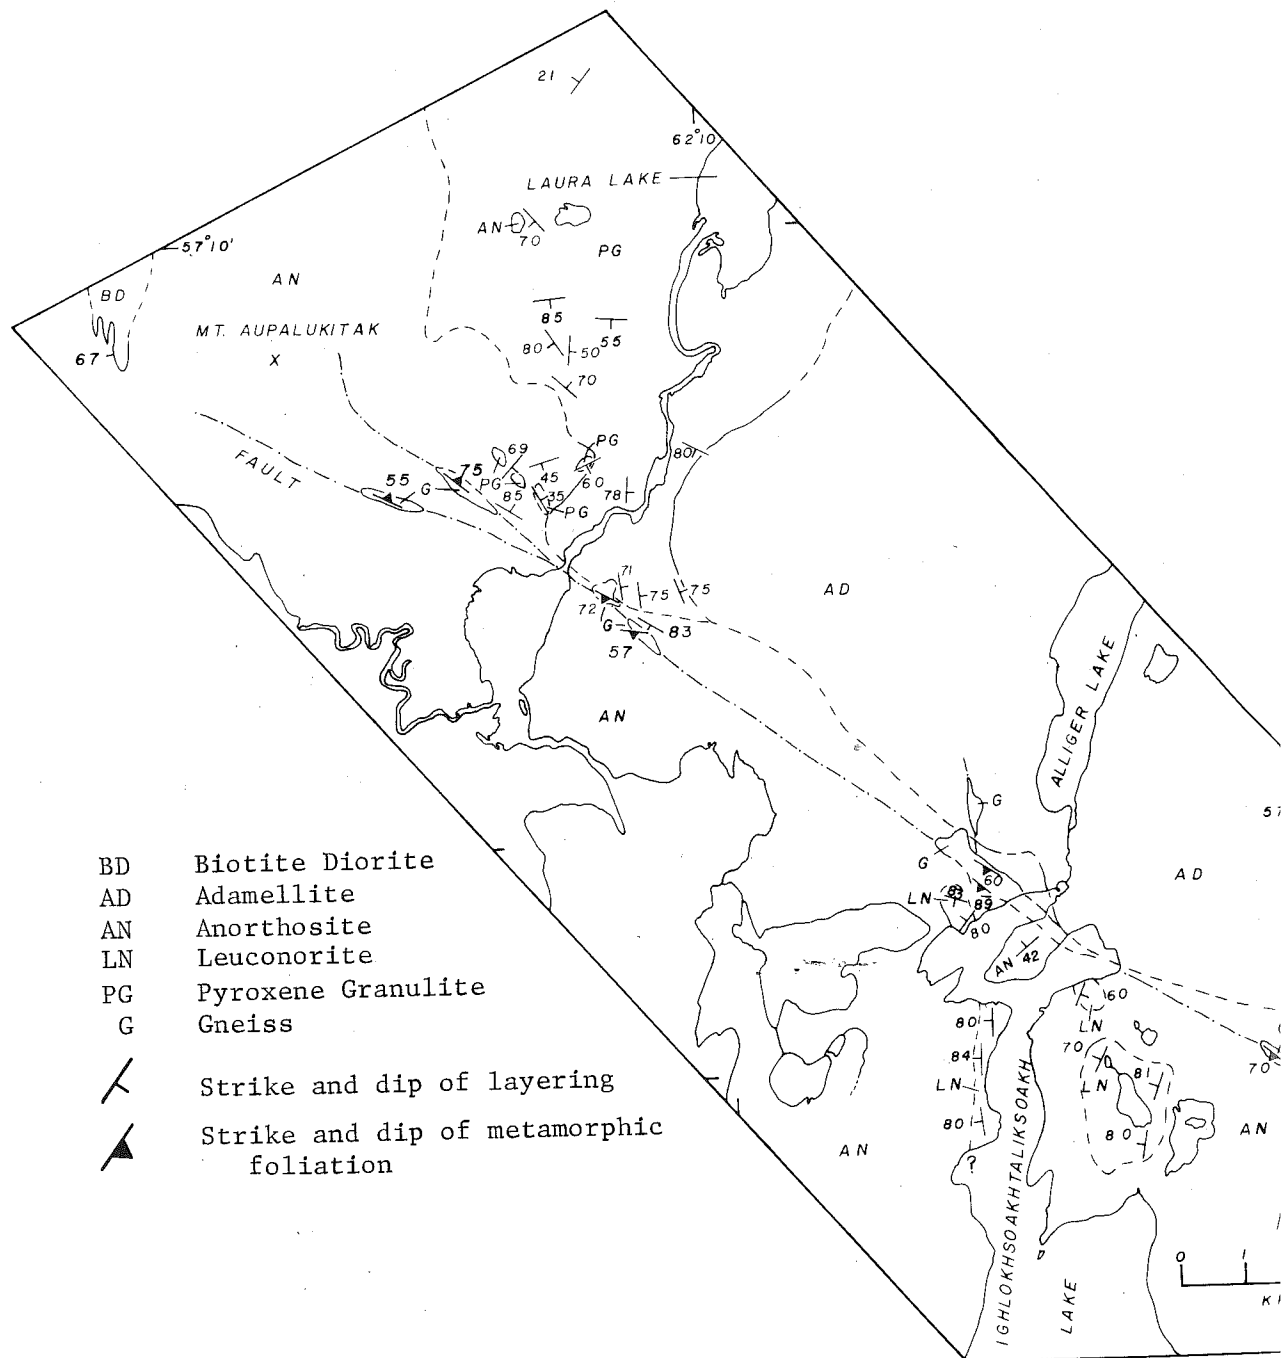 21
62°10
LAURA LAKE
AN
70
PG
57°10'
AN
BD
MT. AUPALUKITAK
X
67
85
55
80
50
70
FAULT
69
PG
80
75
45
60
55
G
PG
35
85
78
PG
71
75
75
AD
72
G
83
57
AN
ALLIGER LAKE
G
57
G
60
AD
LN
83
89
80
AN 42
60
LN
80
70
81
84
LN
LN
70
80
80
AN
AN
?
IGHLOKHSOAKHTALIKSOAKH
LAKE
0 1
BD Biotite Diorite
AD Adamellite
AN Anorthosite
LN Leuconorite
PG Pyroxene Granulite
G Gneiss
Strike and dip of layering
Strike and dip of metamorphic
foliation